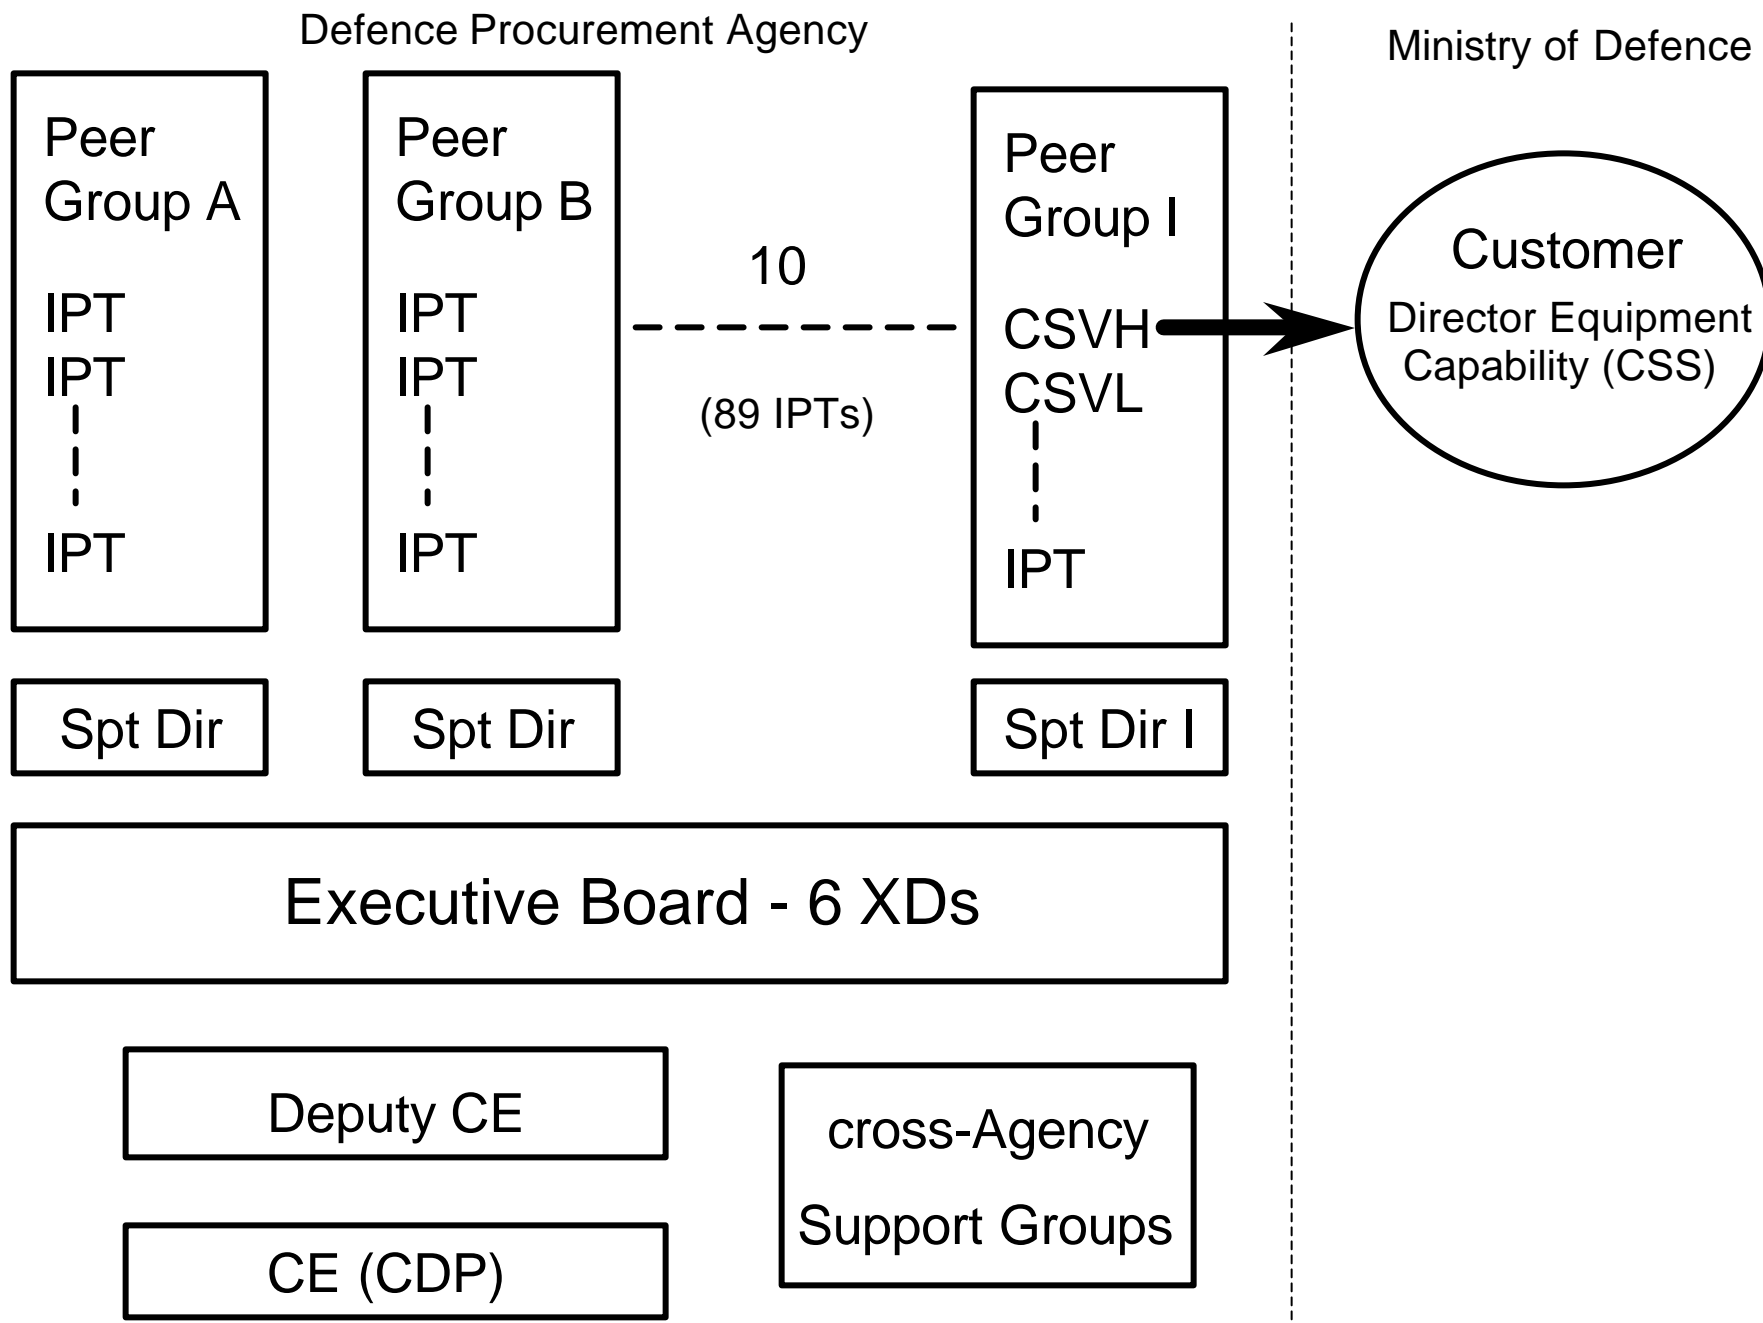 Defence Procurement Agency
Ministry of Defence
Peer
Group A
IPT
IPT
IPT
Peer
Group B
IPT
IPT
IPT
10
(89 IPTs)
Peer
Group I
CSVH
CSVL
IPT
Customer
Director Equipment
Capability (CSS)
Spt Dir
Spt Dir
Spt Dir I
Executive Board - 6 XDs
Deputy CE
cross-Agency
Support Groups
CE (CDP)